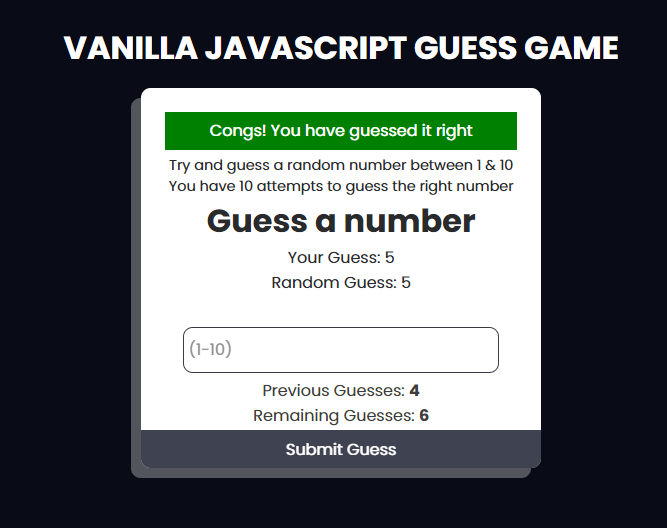 VANILLA JAVASCRIPT GUESS GAME
Congs! You have guessed it right
Try and guess a random number between 1 & 10
You have 10 attempts to guess the right number
Guess a number
Your Guess: 5
Random Guess: 5
(1-10)
Previous Guesses: 4
Remaining Guesses: 6
Submit Guess